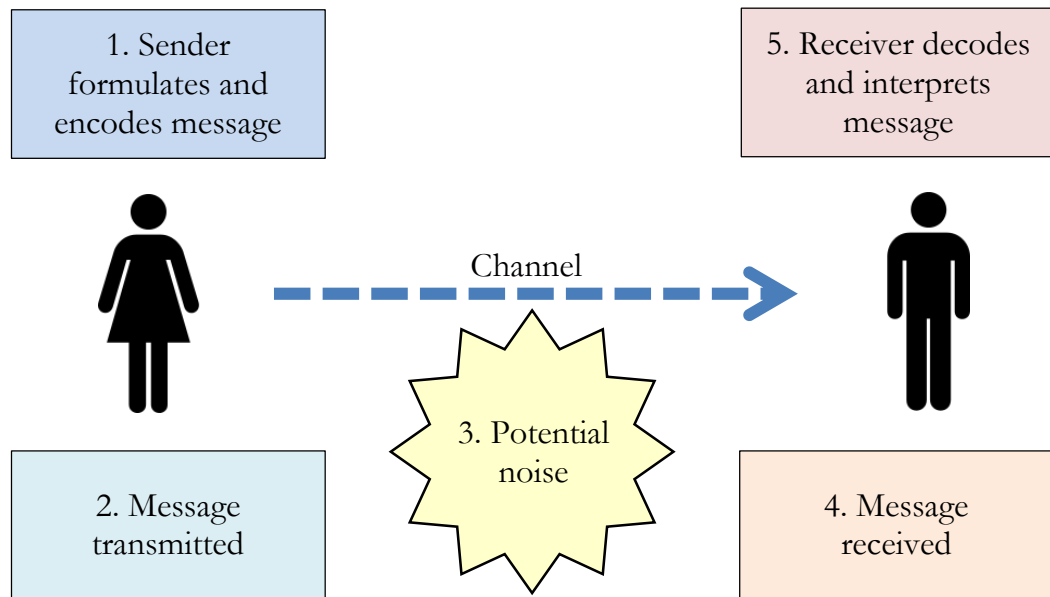 1. Sender
formulates and
encodes message
5. Receiver decodes
and interprets
message
Channel
3. Potential
noise
2. Message
transmitted
4. Message
received